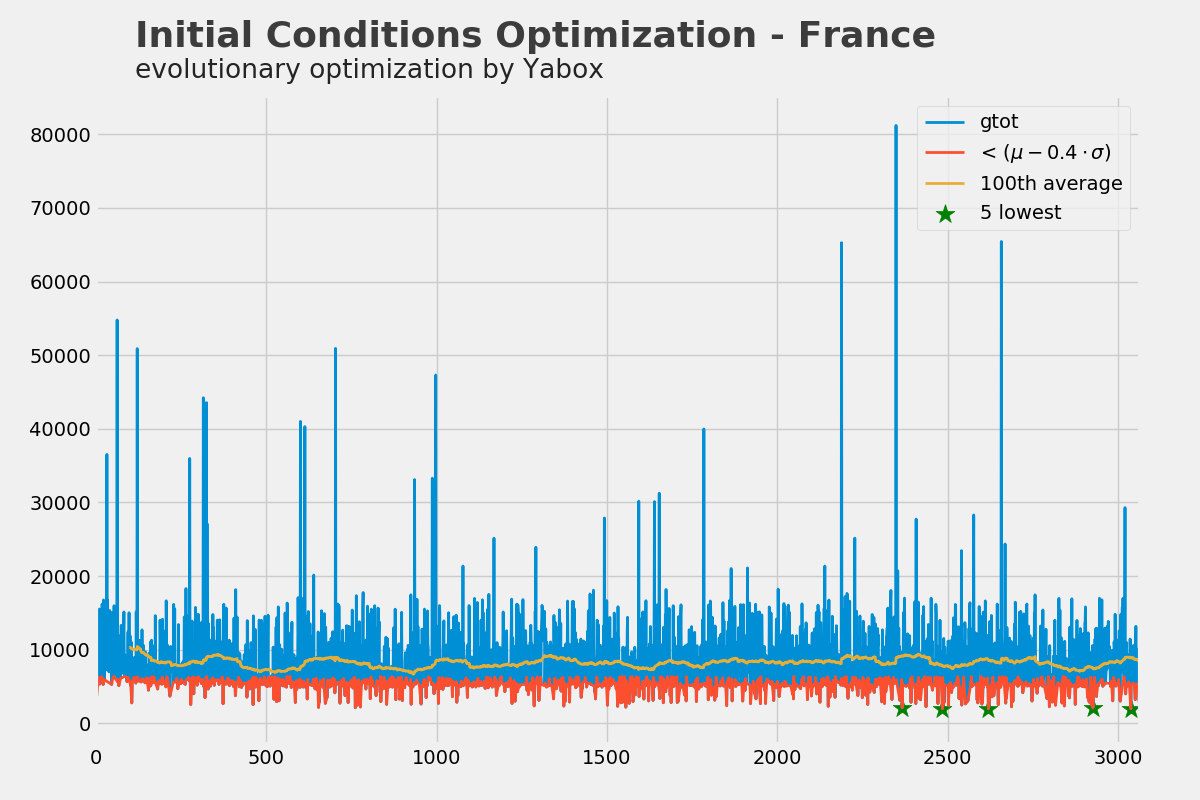 Initial Conditions Optimization - France
evolutionary optimization by Yabox
gtot
< (μ − 0.4 · σ)
100th average
5 lowest
80000
70000
60000
50000
40000
30000
20000
10000
0
0 500 1000 1500 2000 2500 3000